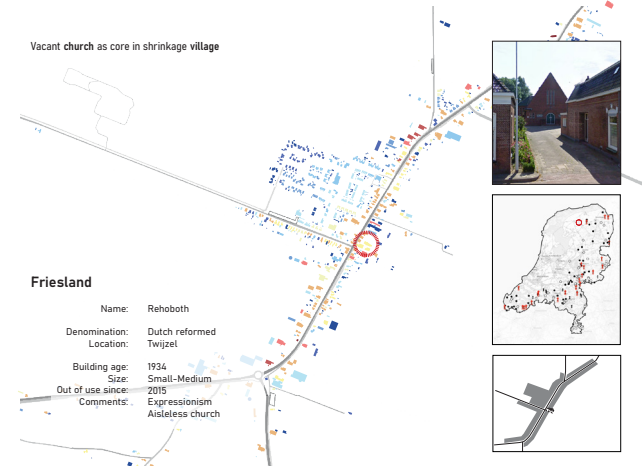 Vacant church as core in shrinkage village
Friesland
Name: Rehoboth
Denomination: Dutch reformed
Location: Twijzel
Building age: 1934
Size: Small-Medium
Out of use since: 2015
Comments: Expressionism
Aisleless church